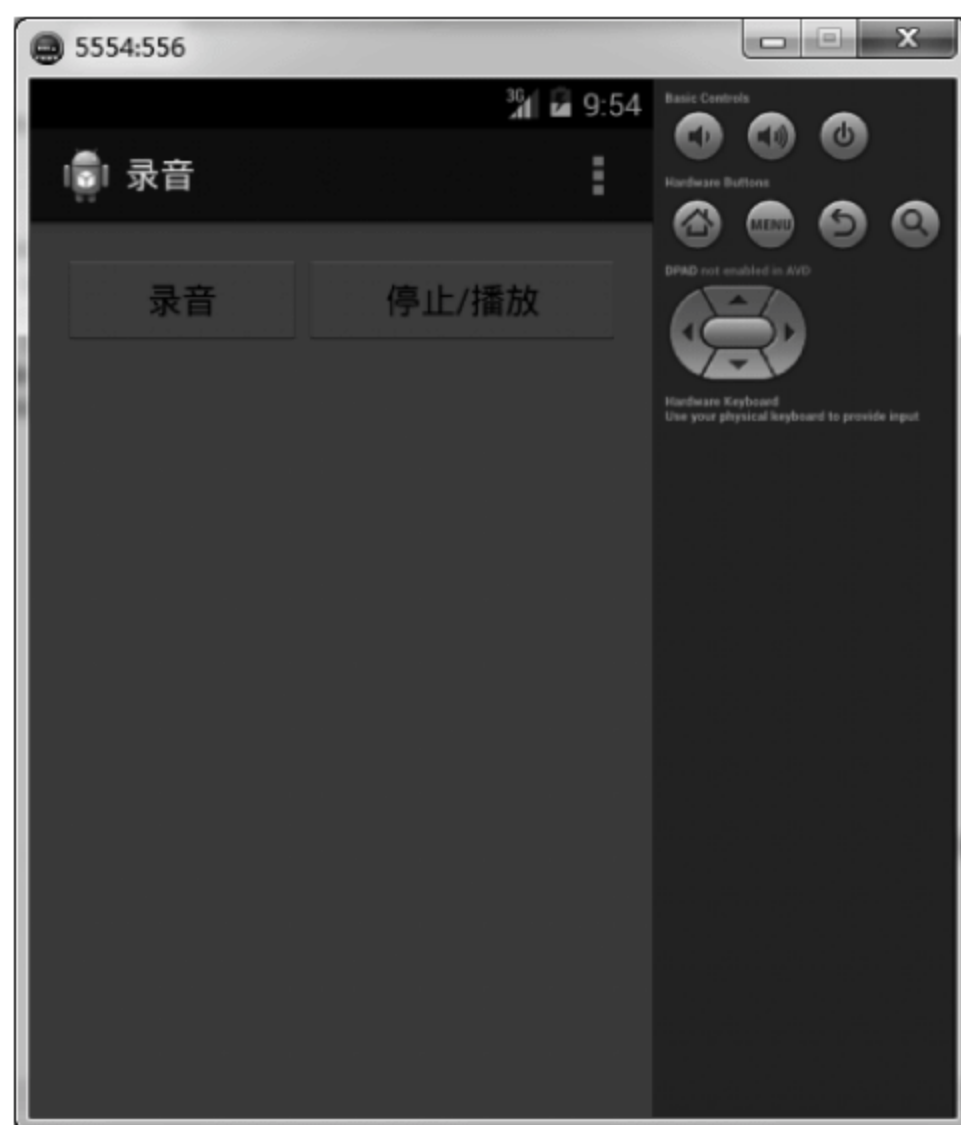 5554:556
3G 9:54
录音
录音 停止/播放
Basic Controls
Hardware Buttons
MENU
DPAD not enabled in AVD
Hardware Keyboard
Use your physical keyboard to provide input